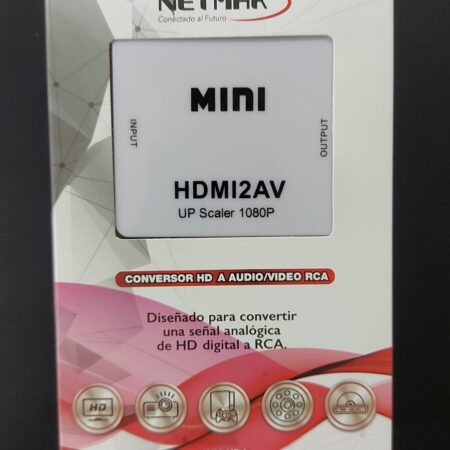 NETMAK
Conectado al Futuro
MINI
INPUT
OUTPUT
HDMI2AV
UP Scaler 1080P
CONVERSOR HD A AUDIO/VIDEO RCA
Diseñado para convertir
una señal analógica
de HD digital a RCA.
HD